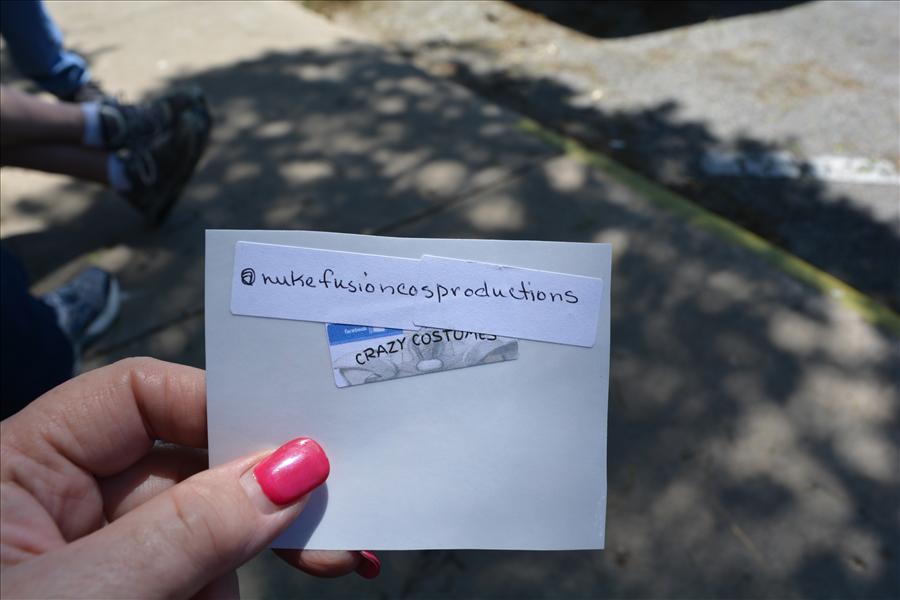 @nukefusioncosproductions
facebook
CRAZY COSTUMES